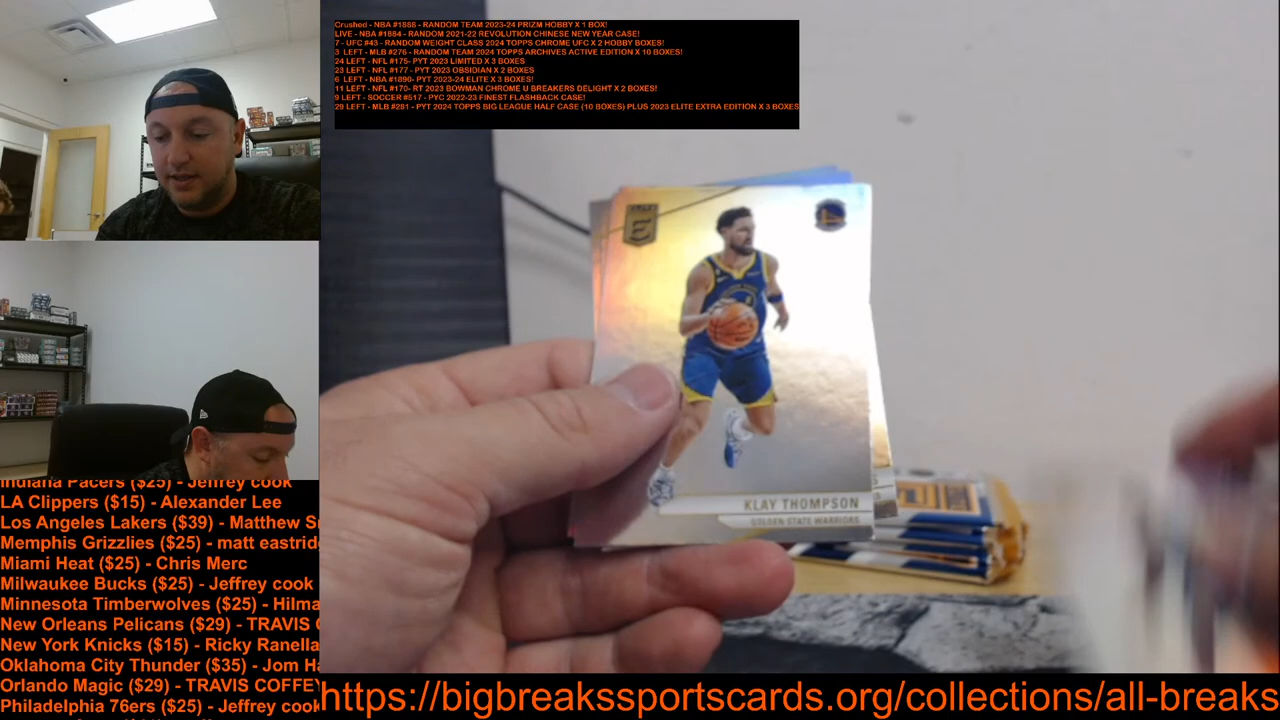 Crushed - NBA #1888 - RANDOM TEAM 2023-24 PRIZM HOBBY X 1 BOX!
LIVE - NBA #1884 - RANDOM 2021-22 REVOLUTION CHINESE NEW YEAR CASE!
7 - UFC #43 - RANDOM WEIGHT CLASS 2024 TOPPS CHROME UFC X 2 HOBBY BOXES!
3 LEFT - MLB #276 - RANDOM TEAM 2024 TOPPS ARCHIVES ACTIVE EDITION X 10 BOXES!
24 LEFT - NFL #175- PYT 2023 LIMITED X 3 BOXES
23 LEFT - NFL #177 - PYT 2023 OBSIDIAN X 2 BOXES
6 LEFT - NBA #1890- PYT 2023-24 ELITE X 3 BOXES!
11 LEFT - NFL #170- RT 2023 BOWMAN CHROME U BREAKERS DELIGHT X 2 BOXES!
9 LEFT - SOCCER #517 - PYC 2022-23 FINEST FLASHBACK CASE!
29 LEFT - MLB #281 - PYT 2024 TOPPS BIG LEAGUE HALF CASE (10 BOXES) PLUS 2023 ELITE EXTRA EDITION X 3 BOXES
E
KLAY THOMPSON
GOLDEN STATE WARRIORS
Indiana Pacers ($25) - Jeffrey cook
LA Clippers ($15) - Alexander Lee
Los Angeles Lakers ($39) - Matthew
Memphis Grizzlies ($25) - matt eastrid
Miami Heat ($25) - Chris Merc
Milwaukee Bucks ($25) - Jeffrey cook
Minnesota Timberwolves ($25) - Hilma
New Orleans Pelicans ($29) - TRAVIS
New York Knicks ($15) - Ricky Ranella
Oklahoma City Thunder ($35) - Jom Ha
Orlando Magic ($29) - TRAVIS COFFEY
Philadelphia 76ers ($25) - Jeffrey cook
https://bigbreakssportscards.org/collections/all-breaks